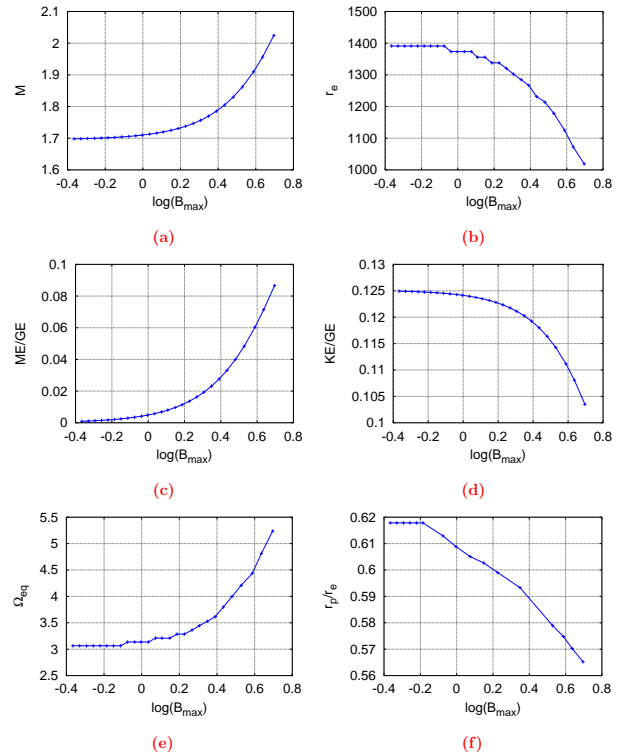 2.1
2
1.9
1.8
1.7
1.6
M
-0.4 -0.2 0 0.2 0.4 0.6 0.8
log(B_max)
(a)
1500
1400
1300
1200
1100
1000
r_e
-0.4 -0.2 0 0.2 0.4 0.6 0.8
log(B_max)
(b)
0.1
0.08
0.06
0.04
0.02
0
ME/GE
-0.4 -0.2 0 0.2 0.4 0.6 0.8
log(B_max)
(c)
0.13
0.125
0.12
0.115
0.11
0.105
0.1
KE/GE
-0.4 -0.2 0 0.2 0.4 0.6 0.8
log(B_max)
(d)
5.5
5
4.5
4
3.5
3
2.5
Ω_eq
-0.4 -0.2 0 0.2 0.4 0.6 0.8
log(B_max)
(e)
0.62
0.61
0.6
0.59
0.58
0.57
0.56
r_p/r_e
-0.4 -0.2 0 0.2 0.4 0.6 0.8
log(B_max)
(f)